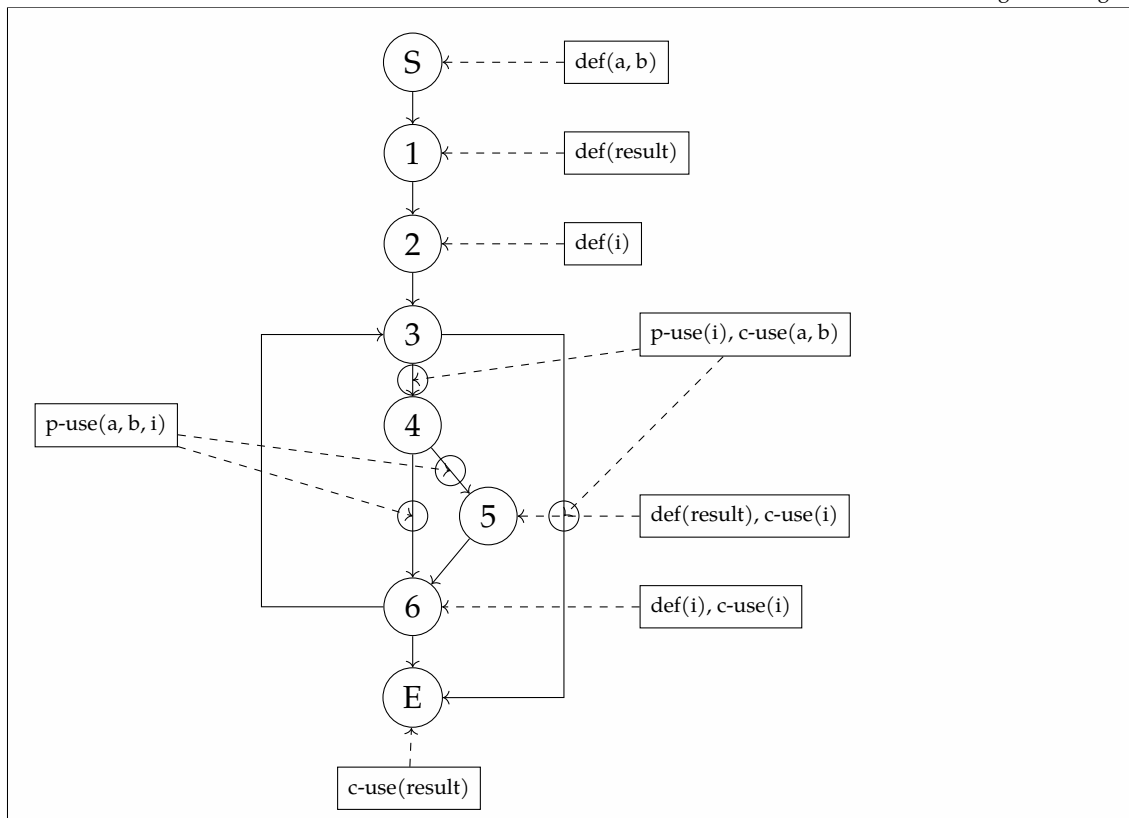 S
def(a, b)
1
def(result)
2
def(i)
3
p-use(i), c-use(a, b)
p-use(a, b, i)
4
5
def(result), c-use(i)
6
def(i), c-use(i)
E
c-use(result)